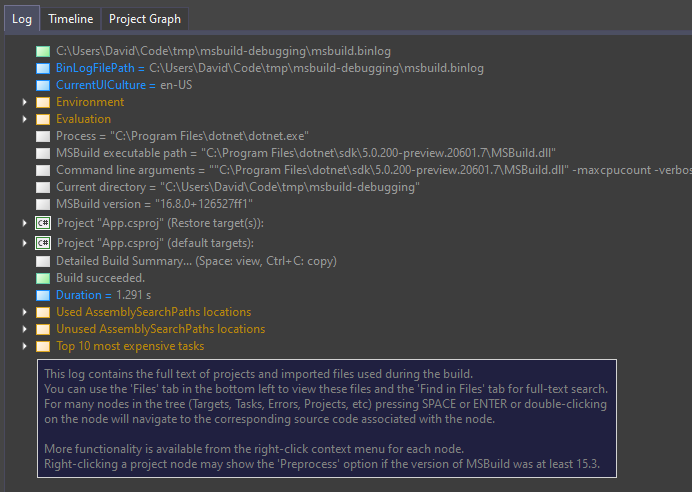 Log Timeline Project Graph
C:\Users\David\Code\tmp\msbuild-debugging\msbuild.binlog
BinLogFilePath = C:\Users\David\Code\tmp\msbuild-debugging\msbuild.binlog
CurrentUICulture = en-US
Environment
Evaluation
Process = "C:\Program Files\dotnet\dotnet.exe"
MSBuild executable path = "C:\Program Files\dotnet\sdk\5.0.200-preview.20601.7\MSBuild.dll"
Command line arguments = ""C:\Program Files\dotnet\sdk\5.0.200-preview.20601.7\MSBuild.dll" -maxcpucount -verbos
Current directory = "C:\Users\David\Code\tmp\msbuild-debugging"
MSBuild version = "16.8.0+126527ff1"
C# Project "App.csproj" (Restore target(s)):
C# Project "App.csproj" (default targets):
Detailed Build Summary... (Space: view, Ctrl+C: copy)
Build succeeded.
Duration = 1.291 s
Used AssemblySearchPaths locations
Unused AssemblySearchPaths locations
Top 10 most expensive tasks
This log contains the full text of projects and imported files used during the build.
You can use the 'Files' tab in the bottom left to view these files and the 'Find in Files' tab for full-text search.
For many nodes in the tree (Targets, Tasks, Errors, Projects, etc) pressing SPACE or ENTER or double-clicking
on the node will navigate to the corresponding source code associated with the node.
More functionality is available from the right-click context menu for each node.
Right-clicking a project node may show the 'Preprocess' option if the version of MSBuild was at least 15.3.